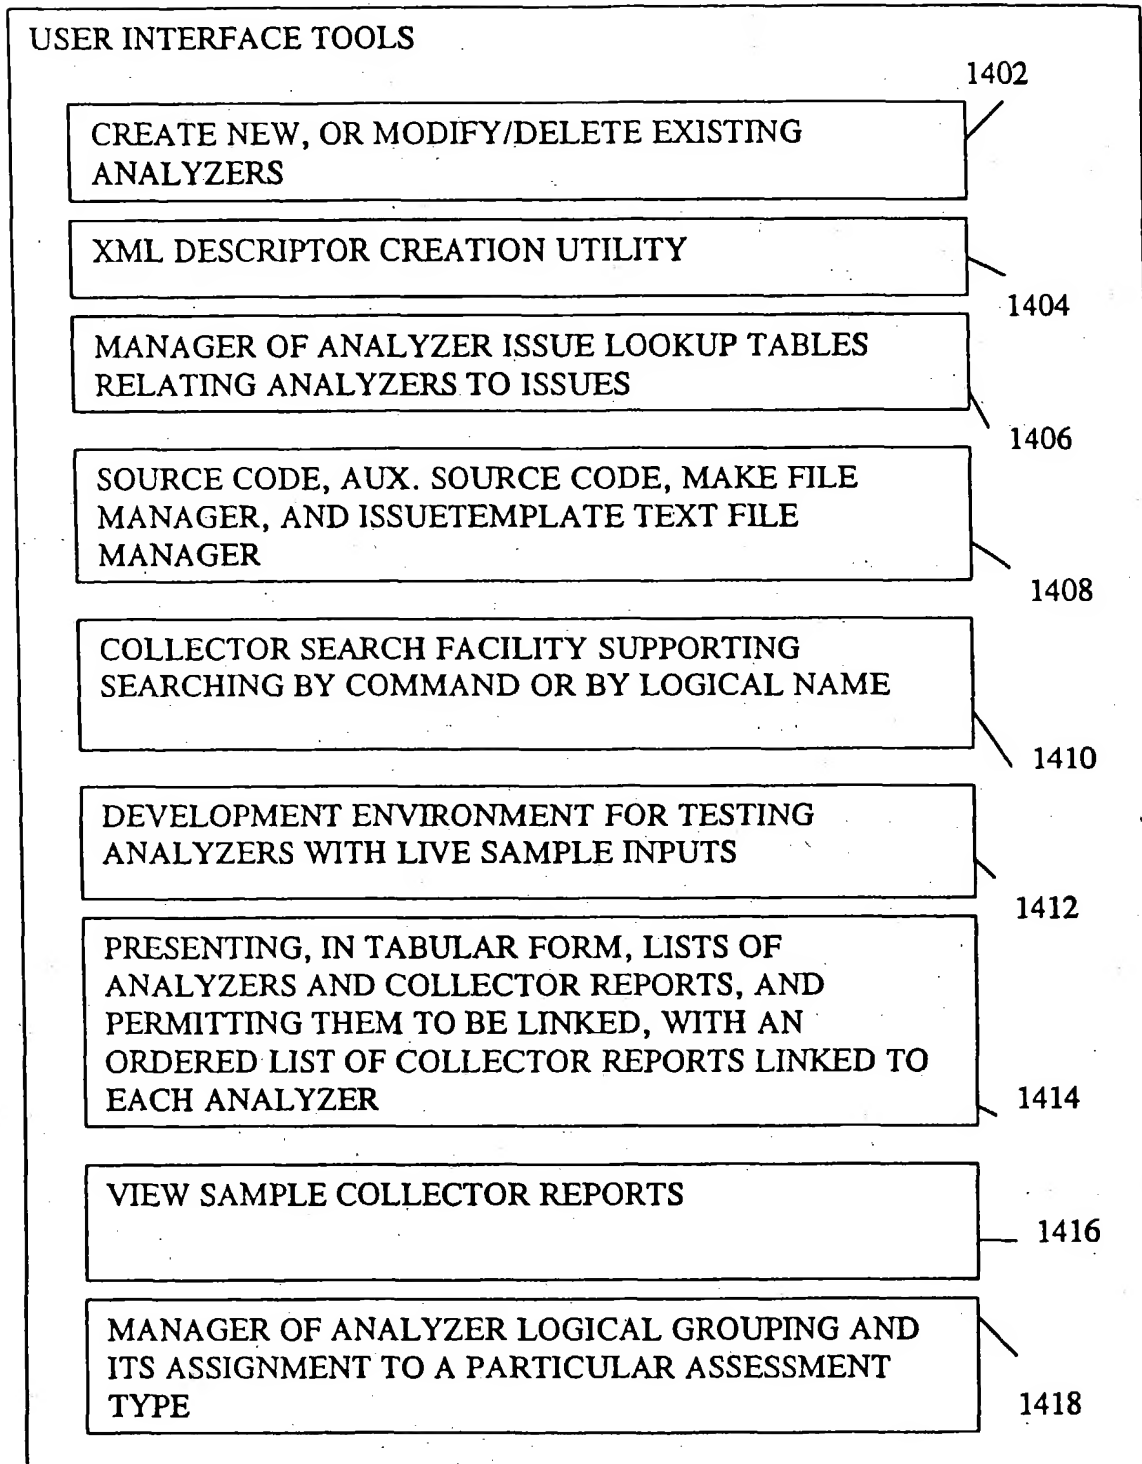 USER INTERFACE TOOLS
1402
CREATE NEW, OR MODIFY/DELETE EXISTING
ANALYZERS
XML DESCRIPTOR CREATION UTILITY
1404
MANAGER OF ANALYZER ISSUE LOOKUP TABLES
RELATING ANALYZERS TO ISSUES
1406
SOURCE CODE, AUX. SOURCE CODE, MAKE FILE
MANAGER, AND ISSUETEMPLATE TEXT FILE
MANAGER
1408
COLLECTOR SEARCH FACILITY SUPPORTING
SEARCHING BY COMMAND OR BY LOGICAL NAME
1410
DEVELOPMENT ENVIRONMENT FOR TESTING
ANALYZERS WITH LIVE SAMPLE INPUTS
1412
PRESENTING, IN TABULAR FORM, LISTS OF
ANALYZERS AND COLLECTOR REPORTS, AND
PERMITTING THEM TO BE LINKED, WITH AN
ORDERED LIST OF COLLECTOR REPORTS LINKED TO
EACH ANALYZER
1414
VIEW SAMPLE COLLECTOR REPORTS
1416
MANAGER OF ANALYZER LOGICAL GROUPING AND
ITS ASSIGNMENT TO A PARTICULAR ASSESSMENT
TYPE
1418